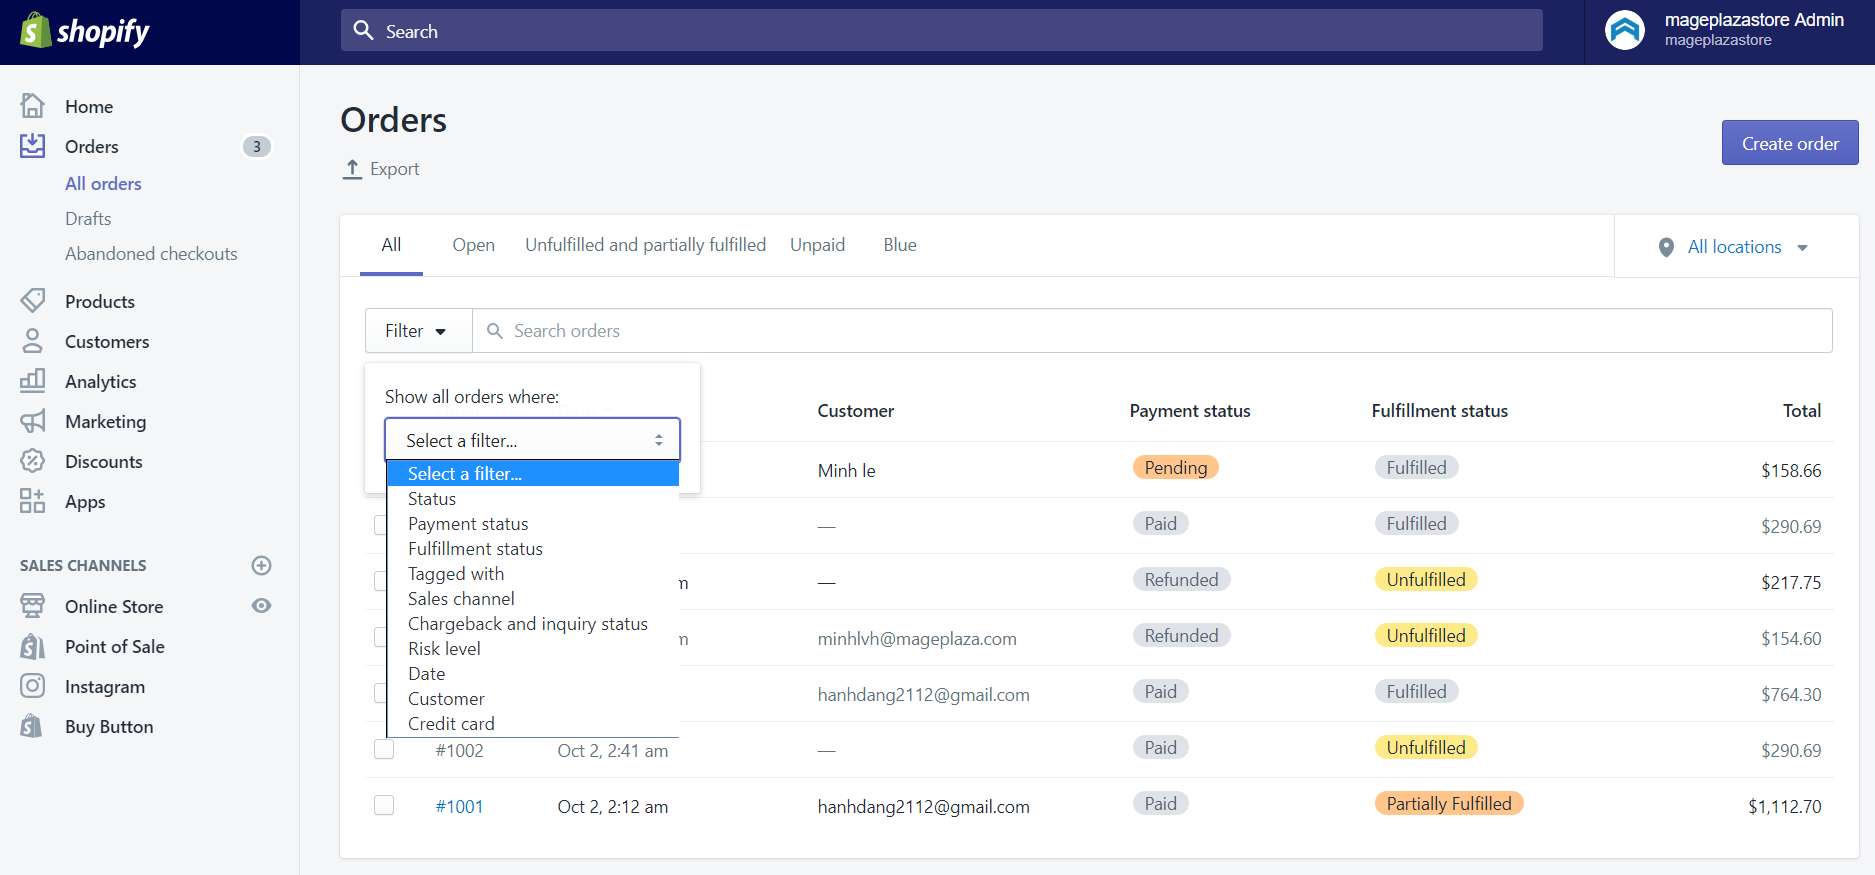 shopify
Search
mageplazastore Admin
mageplazastore
Home
Orders 3
All orders
Drafts
Abandoned checkouts
Products
Customers
Analytics
Marketing
Discounts
Apps
SALES CHANNELS
Online Store
Point of Sale
Instagram
Buy Button
Orders
Export
Create order
All Open Unfulfilled and partially fulfilled Unpaid Blue
All locations
Filter Search orders
Show all orders where:
Select a filter...
Select a filter...
Status
Payment status
Fulfillment status
Tagged with
Sales channel
Chargeback and inquiry status
Risk level
Date
Customer
Credit card
Customer Payment status Fulfillment status Total
Minh le Pending Fulfilled $158.66
— Paid Fulfilled $290.69
m — Refunded Unfulfilled $217.75
m minhlvh@mageplaza.com Refunded Unfulfilled $154.60
hanhdang2112@gmail.com Paid Fulfilled $764.30
#1002 Oct 2, 2:41 am — Paid Unfulfilled $290.69
#1001 Oct 2, 2:12 am hanhdang2112@gmail.com Paid Partially Fulfilled $1,112.70